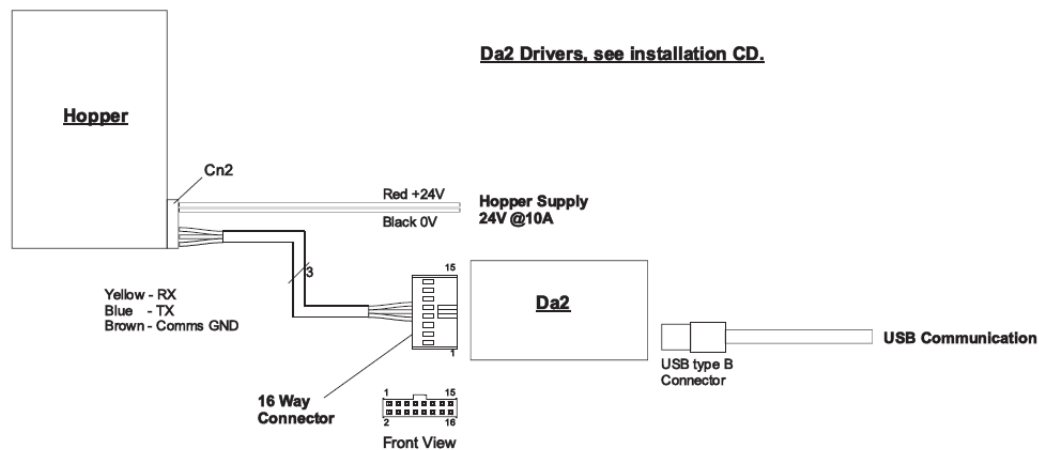 Da2 Drivers, see installation CD.
Hopper
Cn2
Red +24V
Black 0V
Hopper Supply
24V @10A
3
Yellow - RX
Blue - TX
Brown - Comms GND
15
1
Da2
USB type B
Connector
USB Communication
16 Way
Connector
1 15
2 16
Front View